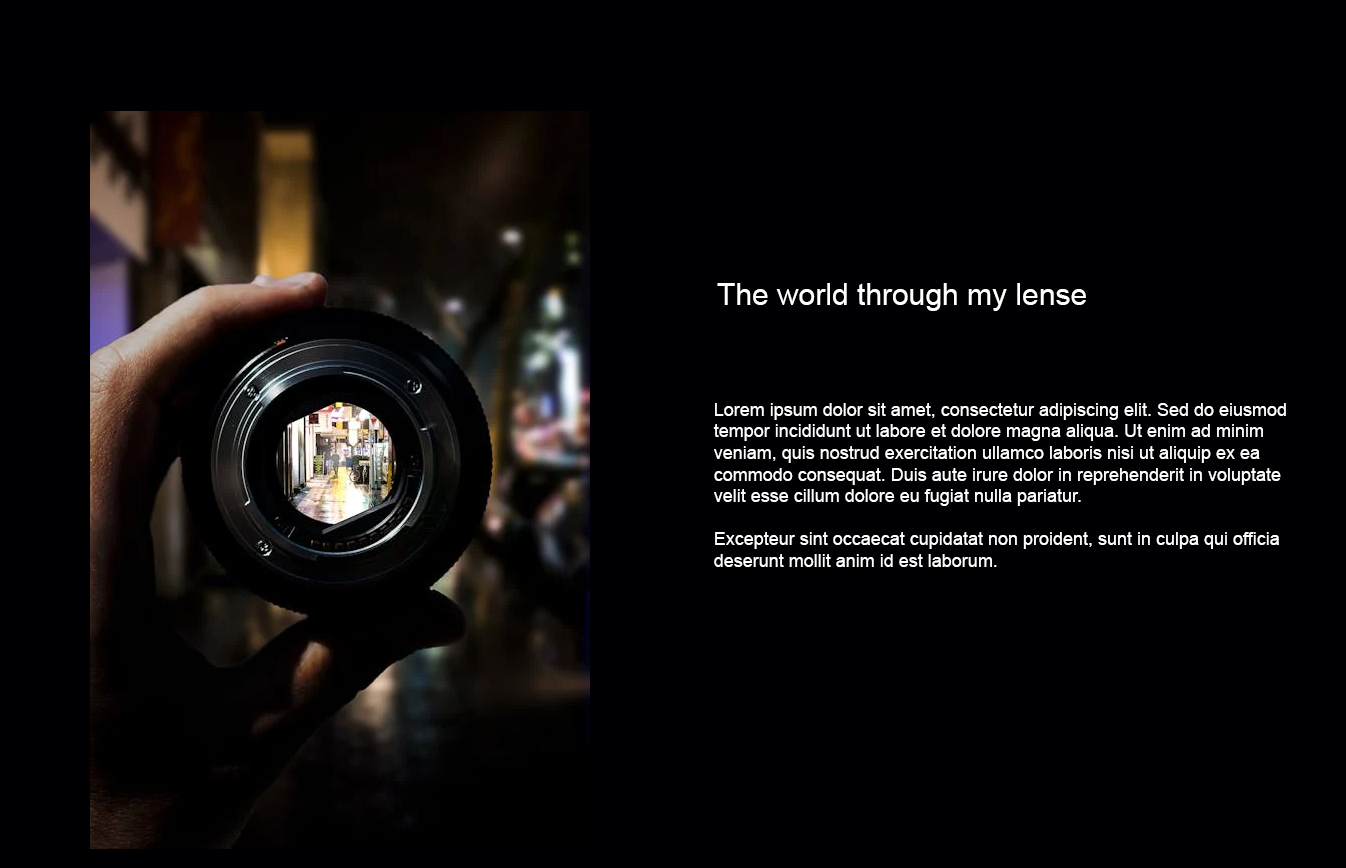 The world through my lense
Lorem ipsum dolor sit amet, consectetur adipiscing elit. Sed do eiusmod
tempor incididunt ut labore et dolore magna aliqua. Ut enim ad minim
veniam, quis nostrud exercitation ullamco laboris nisi ut aliquip ex ea
commodo consequat. Duis aute irure dolor in reprehenderit in voluptate
velit esse cillum dolore eu fugiat nulla pariatur.
Excepteur sint occaecat cupidatat non proident, sunt in culpa qui officia
deserunt mollit anim id est laborum.